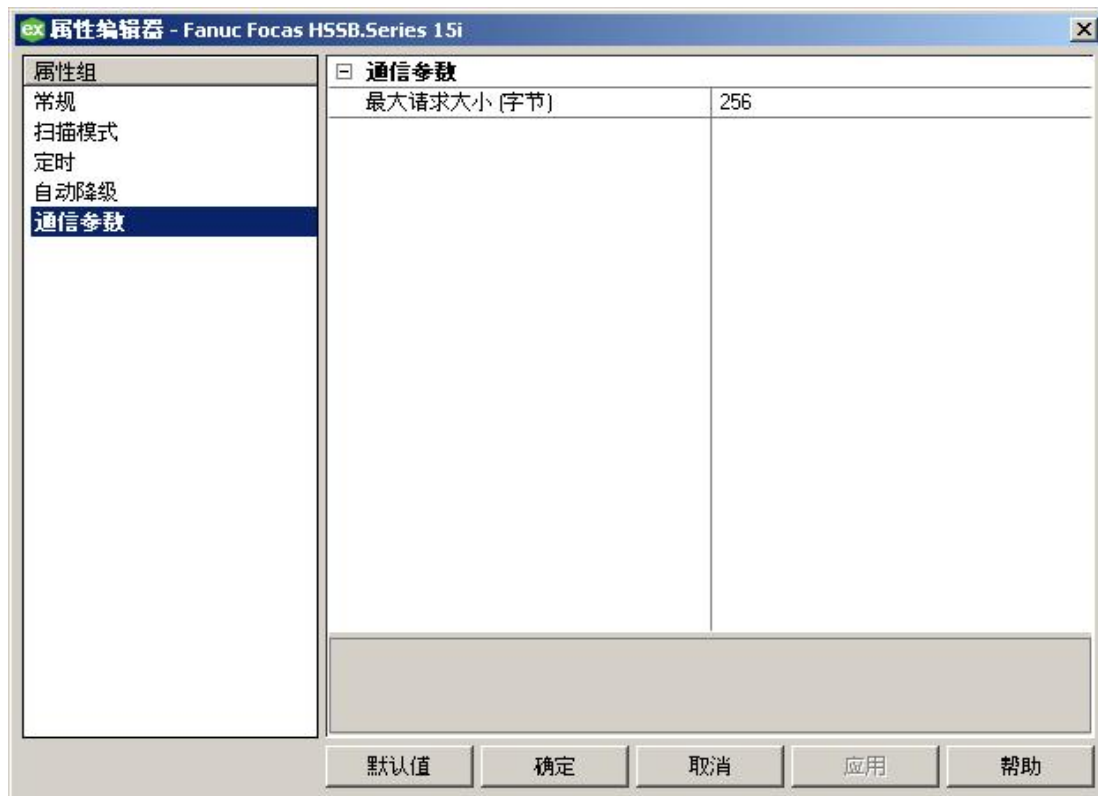 ex 属性编辑器 - Fanuc Focas HSSB.Series 15i
属性组
常规
扫描模式
定时
自动降级
通信参数
通信参数
最大请求大小 (字节) 256
默认值 确定 取消 应用 帮助